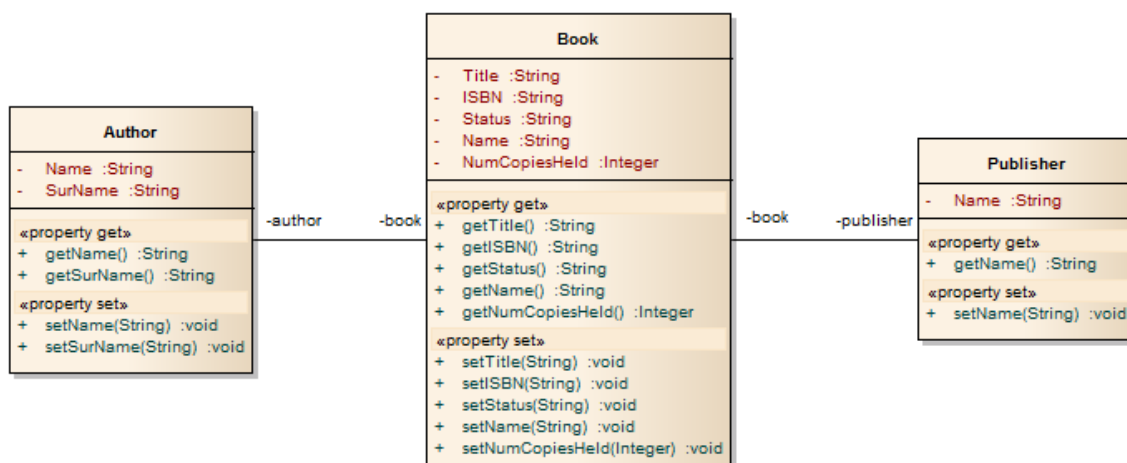 Author
- Name :String
- SurName :String
«property get»
+ getName() :String
+ getSurName() :String
«property set»
+ setName(String) :void
+ setSurName(String) :void
-author
-book
Book
- Title :String
- ISBN :String
- Status :String
- Name :String
- NumCopiesHeld :Integer
«property get»
+ getTitle() :String
+ getISBN() :String
+ getStatus() :String
+ getName() :String
+ getNumCopiesHeld() :Integer
«property set»
+ setTitle(String) :void
+ setISBN(String) :void
+ setStatus(String) :void
+ setName(String) :void
+ setNumCopiesHeld(Integer) :void
-book
-publisher
Publisher
- Name :String
«property get»
+ getName() :String
«property set»
+ setName(String) :void